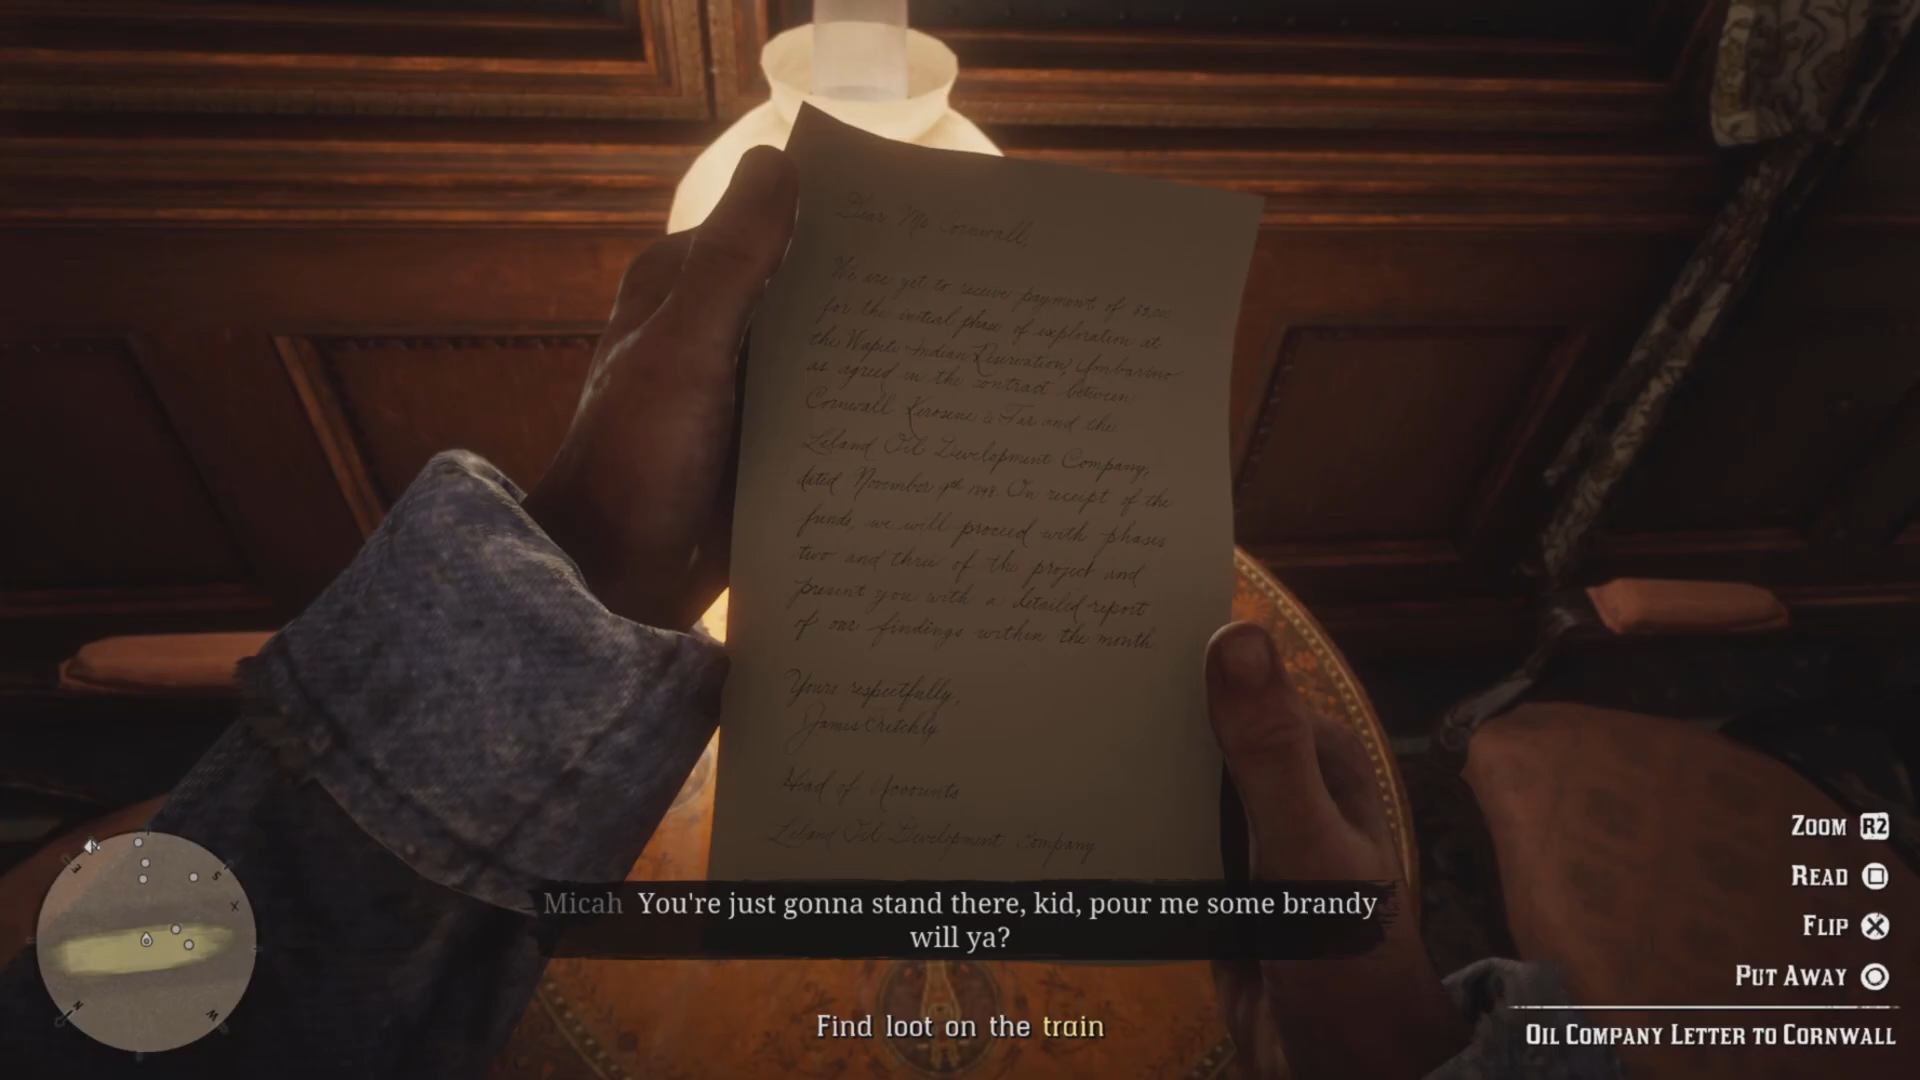 Dear Mr Cornwall,
We are yet to receive payment of $3,000
for the initial phase of exploration at
the Wapiti Indian Reservation, Ambarino
as agreed in the contract between
Cornwall Kerosene & Tar and the
Leland Oil Development Company,
dated November 9th 1898. On receipt of the
funds, we will proceed with phases
two and three of the project and
present you with a detailed report
of our findings within the month.
Yours respectfully,
James Critchly
Head of Accounts
Leland Oil Development Company
Micah You're just gonna stand there, kid, pour me some brandy
will ya?
Find loot on the train
E
S
N
W
ZOOM R2
READ
FLIP
PUT AWAY
OIL COMPANY LETTER TO CORNWALL